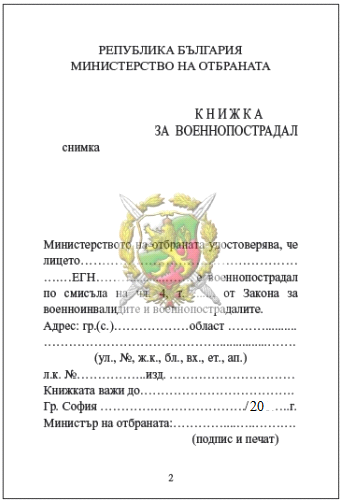 РЕПУБЛИКА БЪЛГАРИЯ
МИНИСТЕРСТВО НА ОТБРАНАТА
К Н И Ж К А
ЗА ВОЕННОПОСТРАДАЛ
снимка
Министерството на отбраната удостоверява, че
лицето…………………………………………
…….ЕГН……………… е военнопострадал
по смисъла на чл. 4, т. ….., от Закона за
военноинвалидите и военнопострадалите.
Адрес: гр.(с.)………………област ………...........
………………………………………….................…….
(ул., №, ж.к., бл., вх., ет., ап.)
л.к. №……………..изд. …………………………
Книжката важи до…………………………….
Гр. София ………..…………………/20 …..г.
Министър на отбраната:………….....…..………
(подпис и печат)
2